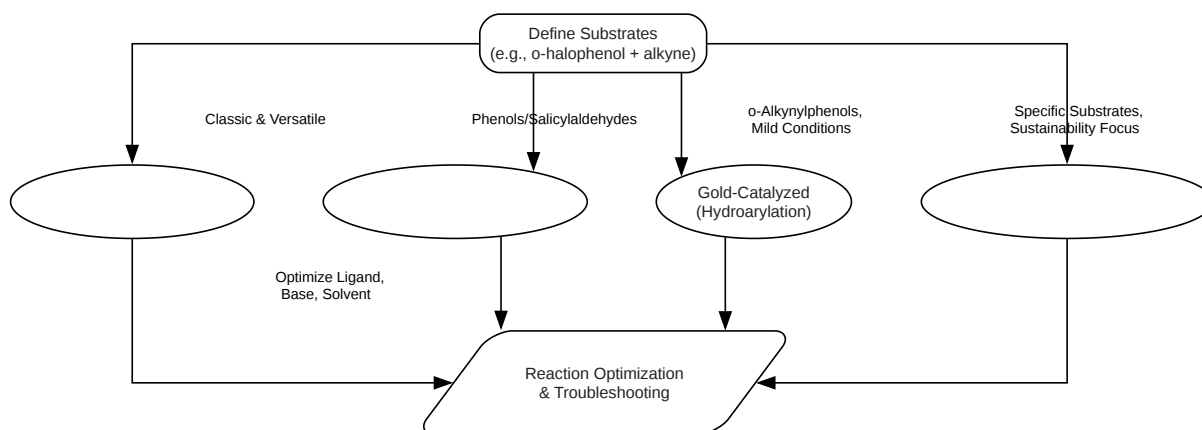 Define Substrates
(e.g., o-halophenol + alkyne)
Classic & Versatile
Phenols/Salicylaldehydes
o-Alkynylphenols,
Mild Conditions
Specific Substrates,
Sustainability Focus
Gold-Catalyzed
(Hydroarylation)
Optimize Ligand,
Base, Solvent
Reaction Optimization
& Troubleshooting